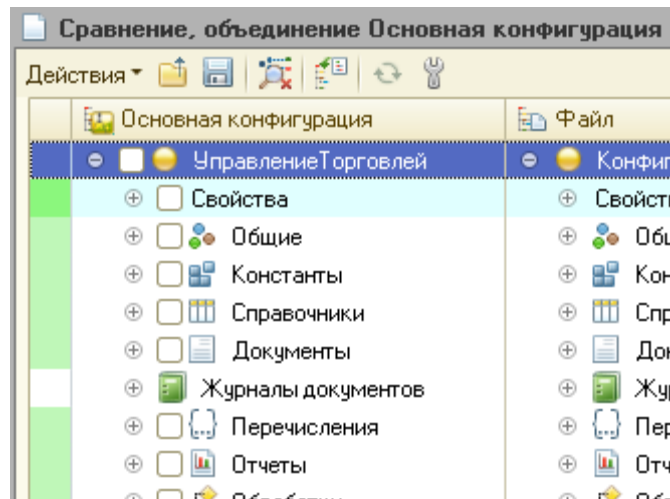 Сравнение, объединение Основная конфигурация
Действия
Основная конфигурация Файл
УправлениеТорговлей
Свойства
Общие
Константы
Справочники
Документы
Журналы документов
Перечисления
Отчеты